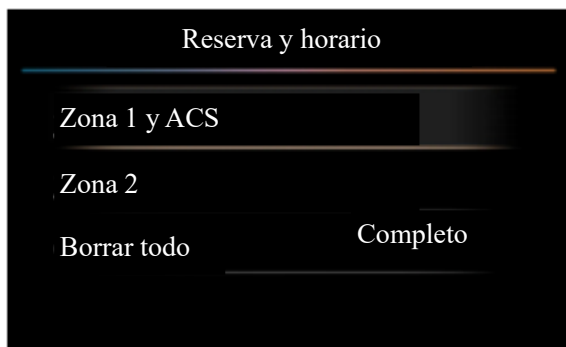 Reserva y horario
Zona 1 y ACS
Zona 2
Borrar todo
Completo